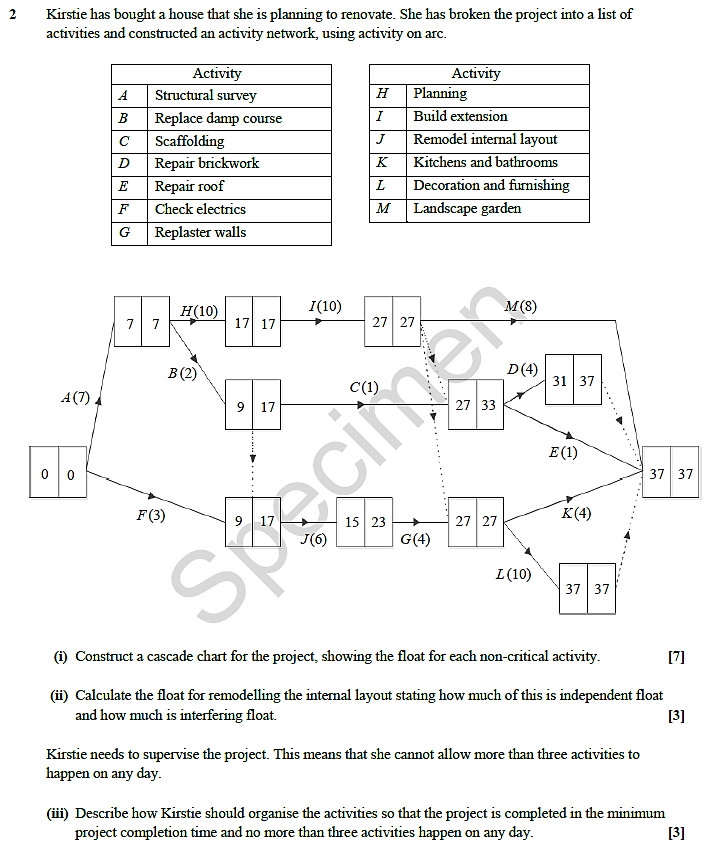 2 Kirstie has bought a house that she is planning to renovate. She has broken the project into a list of
activities and constructed an activity network, using activity on arc.
Activity
A Structural survey
B Replace damp course
C Scaffolding
D Repair brickwork
E Repair roof
F Check electrics
G Replaster walls
Activity
H Planning
I Build extension
J Remodel internal layout
K Kitchens and bathrooms
L Decoration and furnishing
M Landscape garden
H(10)
I(10)
M(8)
7 7
17 17
27 27
B(2)
D(4)
A(7)
C(1)
31 37
9 17
27 33
E(1)
0 0
37 37
F(3)
K(4)
9 17
15 23
27 27
J(6)
G(4)
L(10)
37 37
Specimen
(i) Construct a cascade chart for the project, showing the float for each non-critical activity. [7]
(ii) Calculate the float for remodelling the internal layout stating how much of this is independent float
and how much is interfering float. [3]
Kirstie needs to supervise the project. This means that she cannot allow more than three activities to
happen on any day.
(iii) Describe how Kirstie should organise the activities so that the project is completed in the minimum
project completion time and no more than three activities happen on any day. [3]